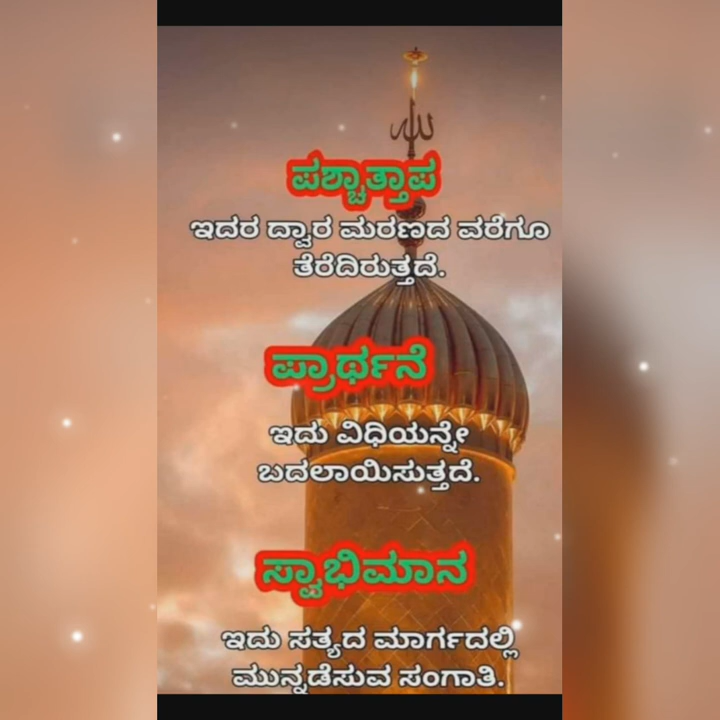 ಪಶ್ಚಾತ್ತಾಪ
ಇದರ ದ್ವಾರ ಮರಣದ ವರೆಗೂ
ತೆರೆದಿರುತ್ತದೆ.
ಪ್ರಾರ್ಥನೆ
ಇದು ವಿಧಿಯನ್ನೇ
ಬದಲಾಯಿಸುತ್ತದೆ.
ಸ್ವಾಭಿಮಾನ
ಇದು ಸತ್ಯದ ಮಾರ್ಗದಲ್ಲಿ
ಮುನ್ನಡೆಸುವ ಸಂಗಾತಿ.